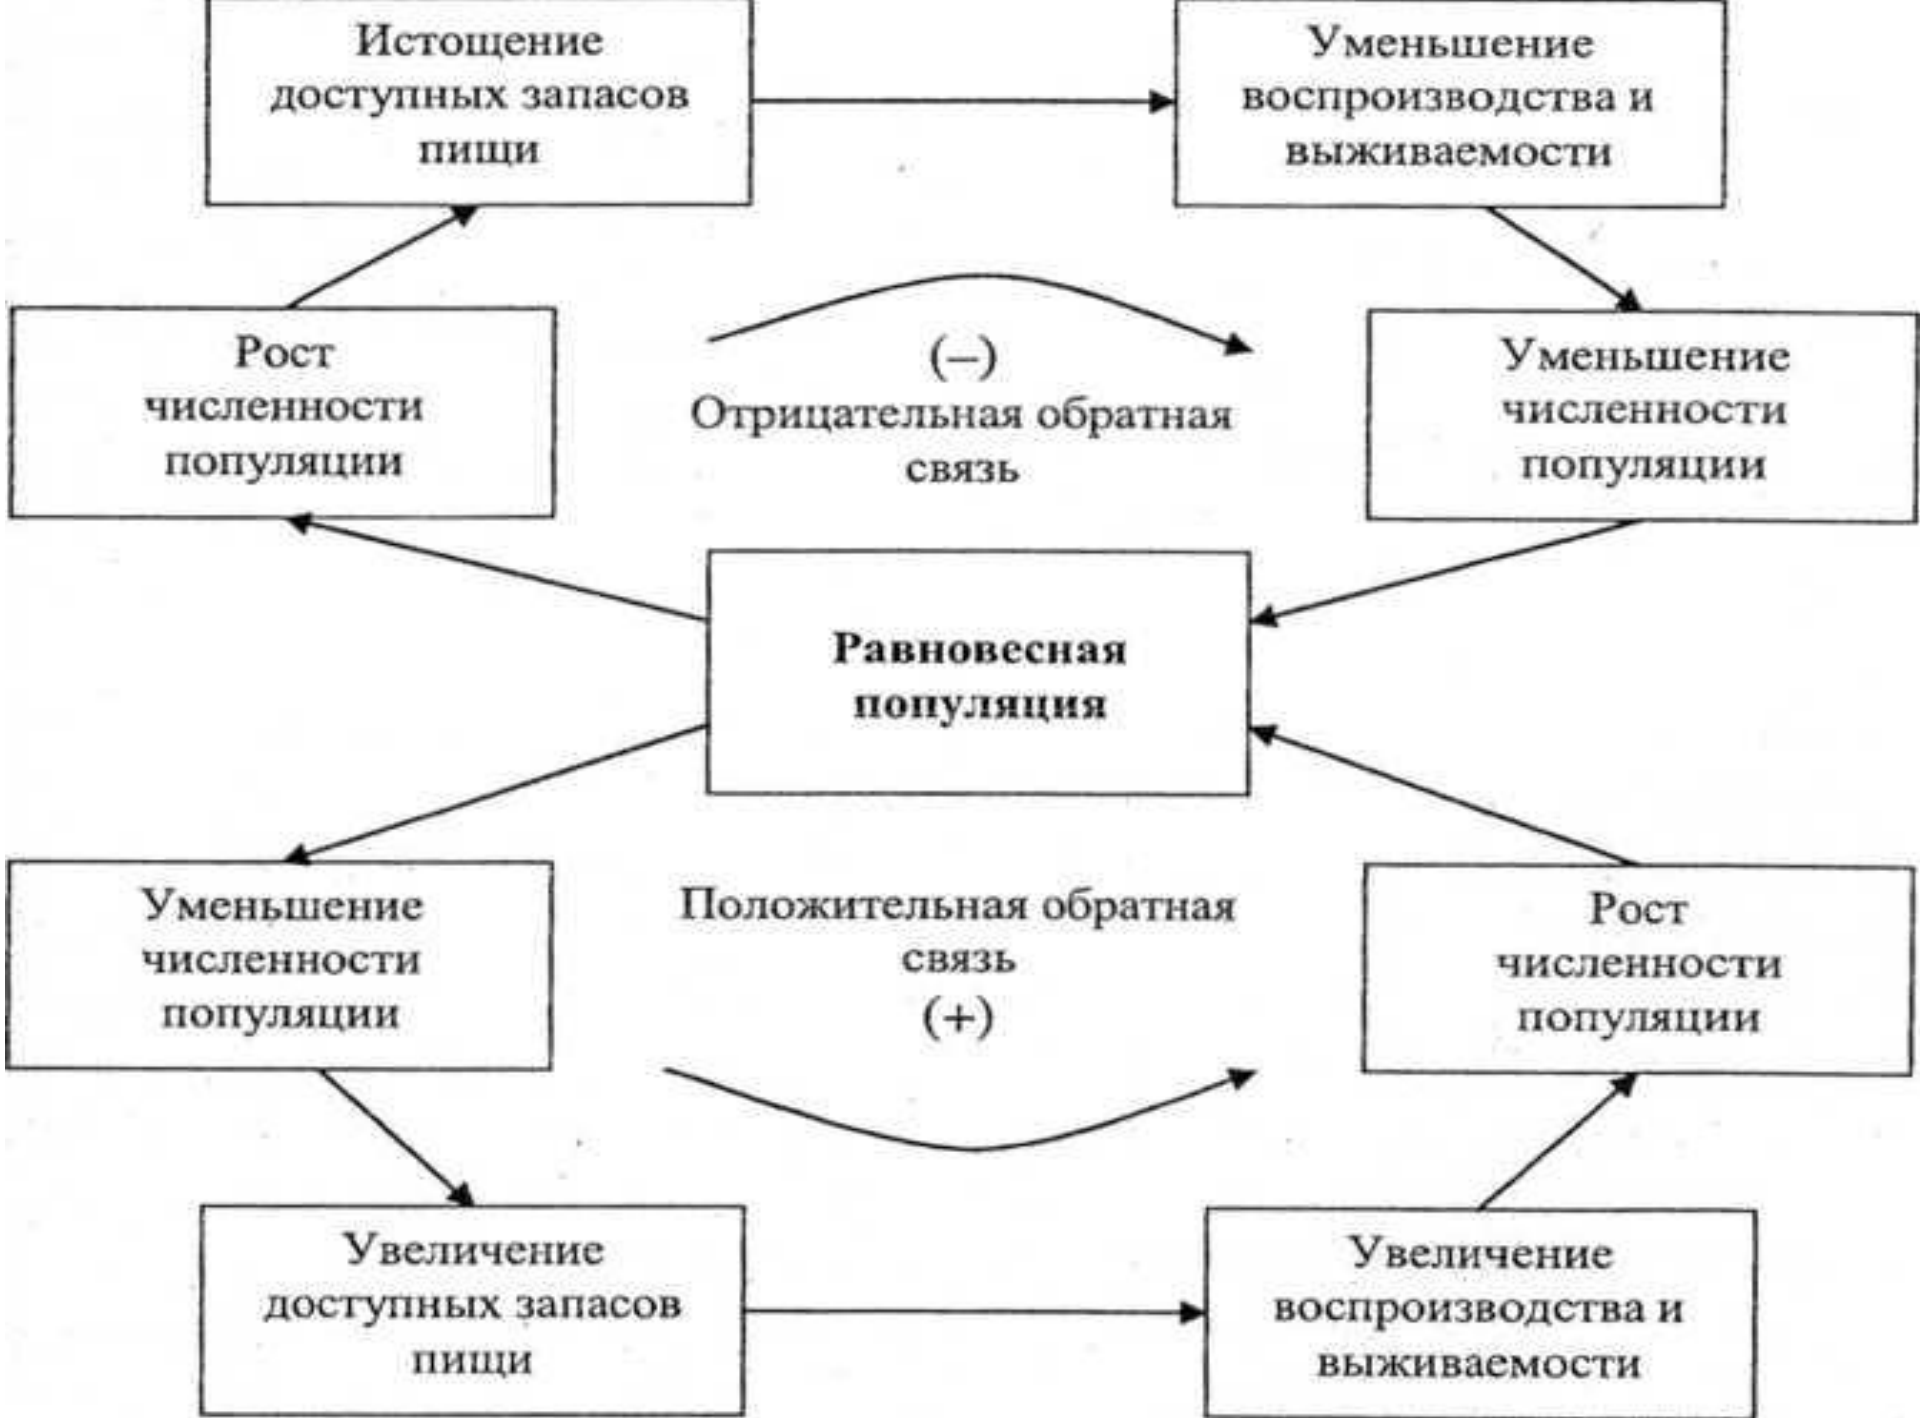 Истощение
доступных запасов
пищи
Уменьшение
воспроизводства и
выживаемости
Рост
численности
популяции
(–)
Отрицательная обратная
связь
Уменьшение
численности
популяции
Равновесная
популяция
Уменьшение
численности
популяции
Положительная обратная
связь
(+)
Рост
численности
популяции
Увеличение
доступных запасов
пищи
Увеличение
воспроизводства и
выживаемости